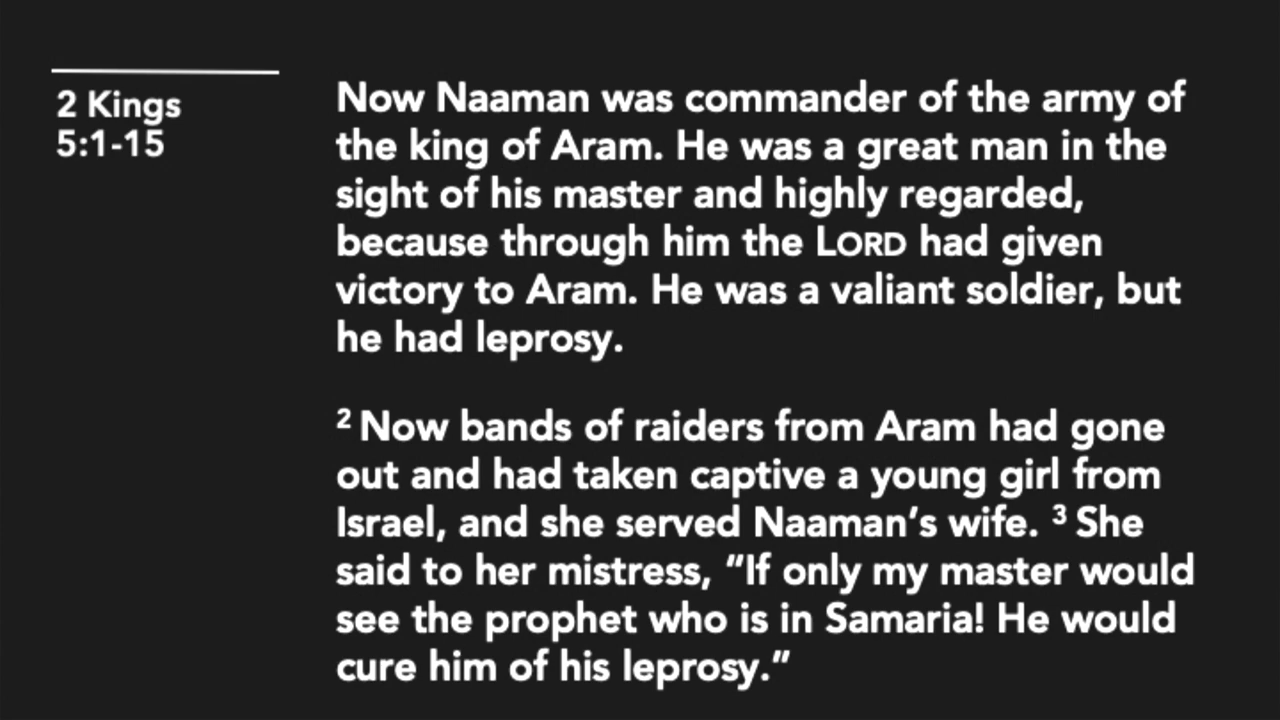 2 Kings
5:1-15
Now Naaman was commander of the army of
the king of Aram. He was a great man in the
sight of his master and highly regarded,
because through him the LORD had given
victory to Aram. He was a valiant soldier, but
he had leprosy.
² Now bands of raiders from Aram had gone
out and had taken captive a young girl from
Israel, and she served Naaman’s wife. ³ She
said to her mistress, “If only my master would
see the prophet who is in Samaria! He would
cure him of his leprosy.”